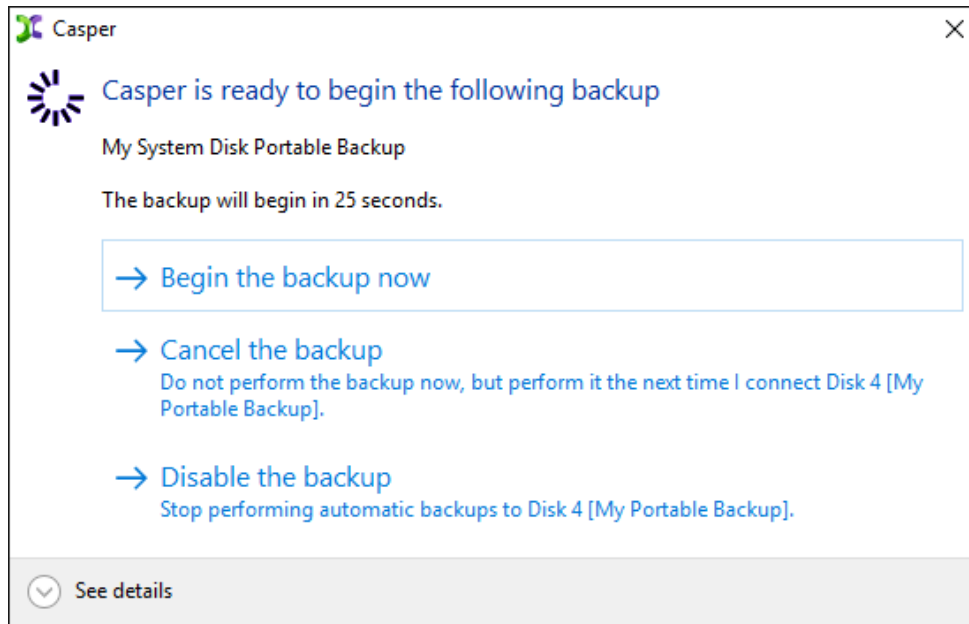 Casper
Casper is ready to begin the following backup
My System Disk Portable Backup
The backup will begin in 25 seconds.
Begin the backup now
Cancel the backup
Do not perform the backup now, but perform it the next time I connect Disk 4 [My
Portable Backup].
Disable the backup
Stop performing automatic backups to Disk 4 [My Portable Backup].
See details